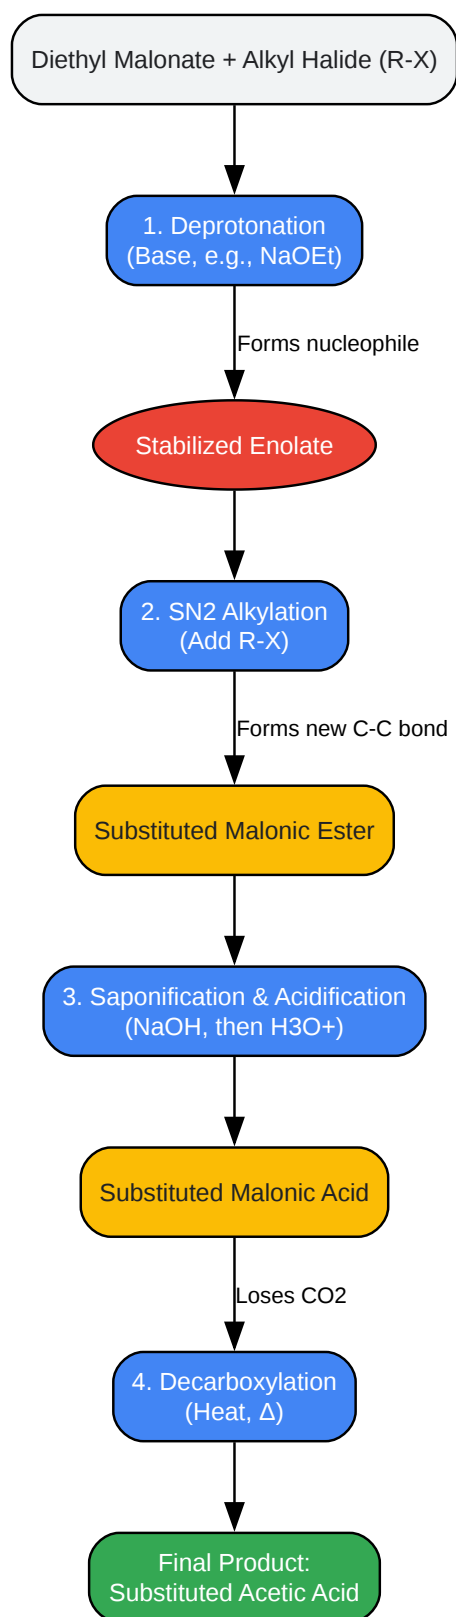 Diethyl Malonate + Alkyl Halide (R-X)
1. Deprotonation
(Base, e.g., NaOEt)
Forms nucleophile
Stabilized Enolate
2. SN2 Alkylation
(Add R-X)
Forms new C-C bond
Substituted Malonic Ester
3. Saponification & Acidification
(NaOH, then H3O+)
Substituted Malonic Acid
Loses CO2
4. Decarboxylation
(Heat, Δ)
Final Product:
Substituted Acetic Acid